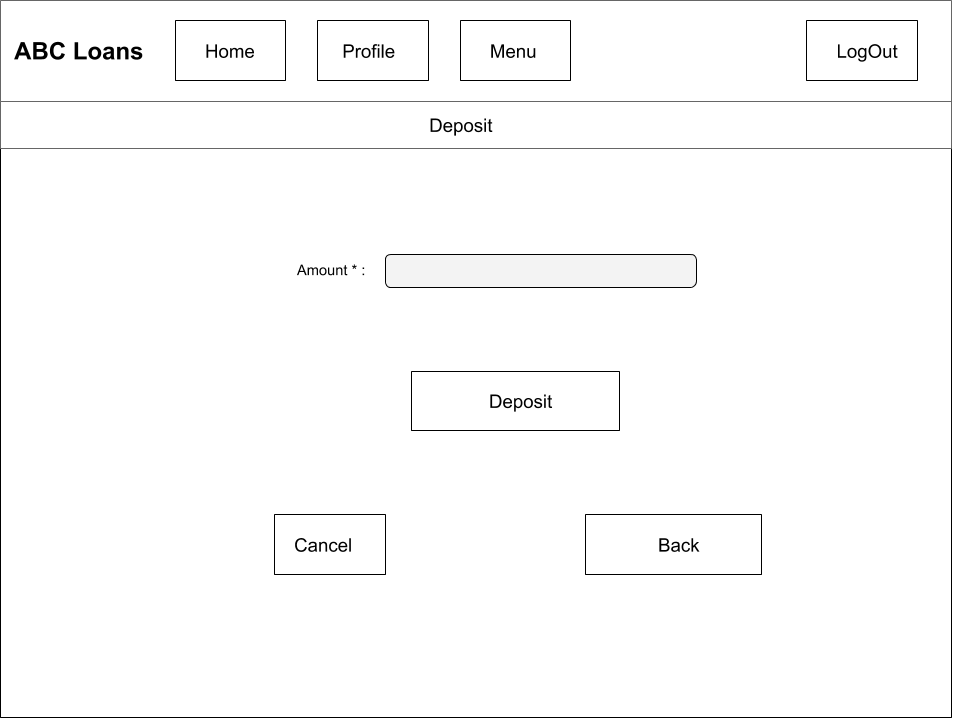 ABC Loans
Home
Profile
Menu
LogOut
Deposit
Amount * :
Deposit
Cancel
Back